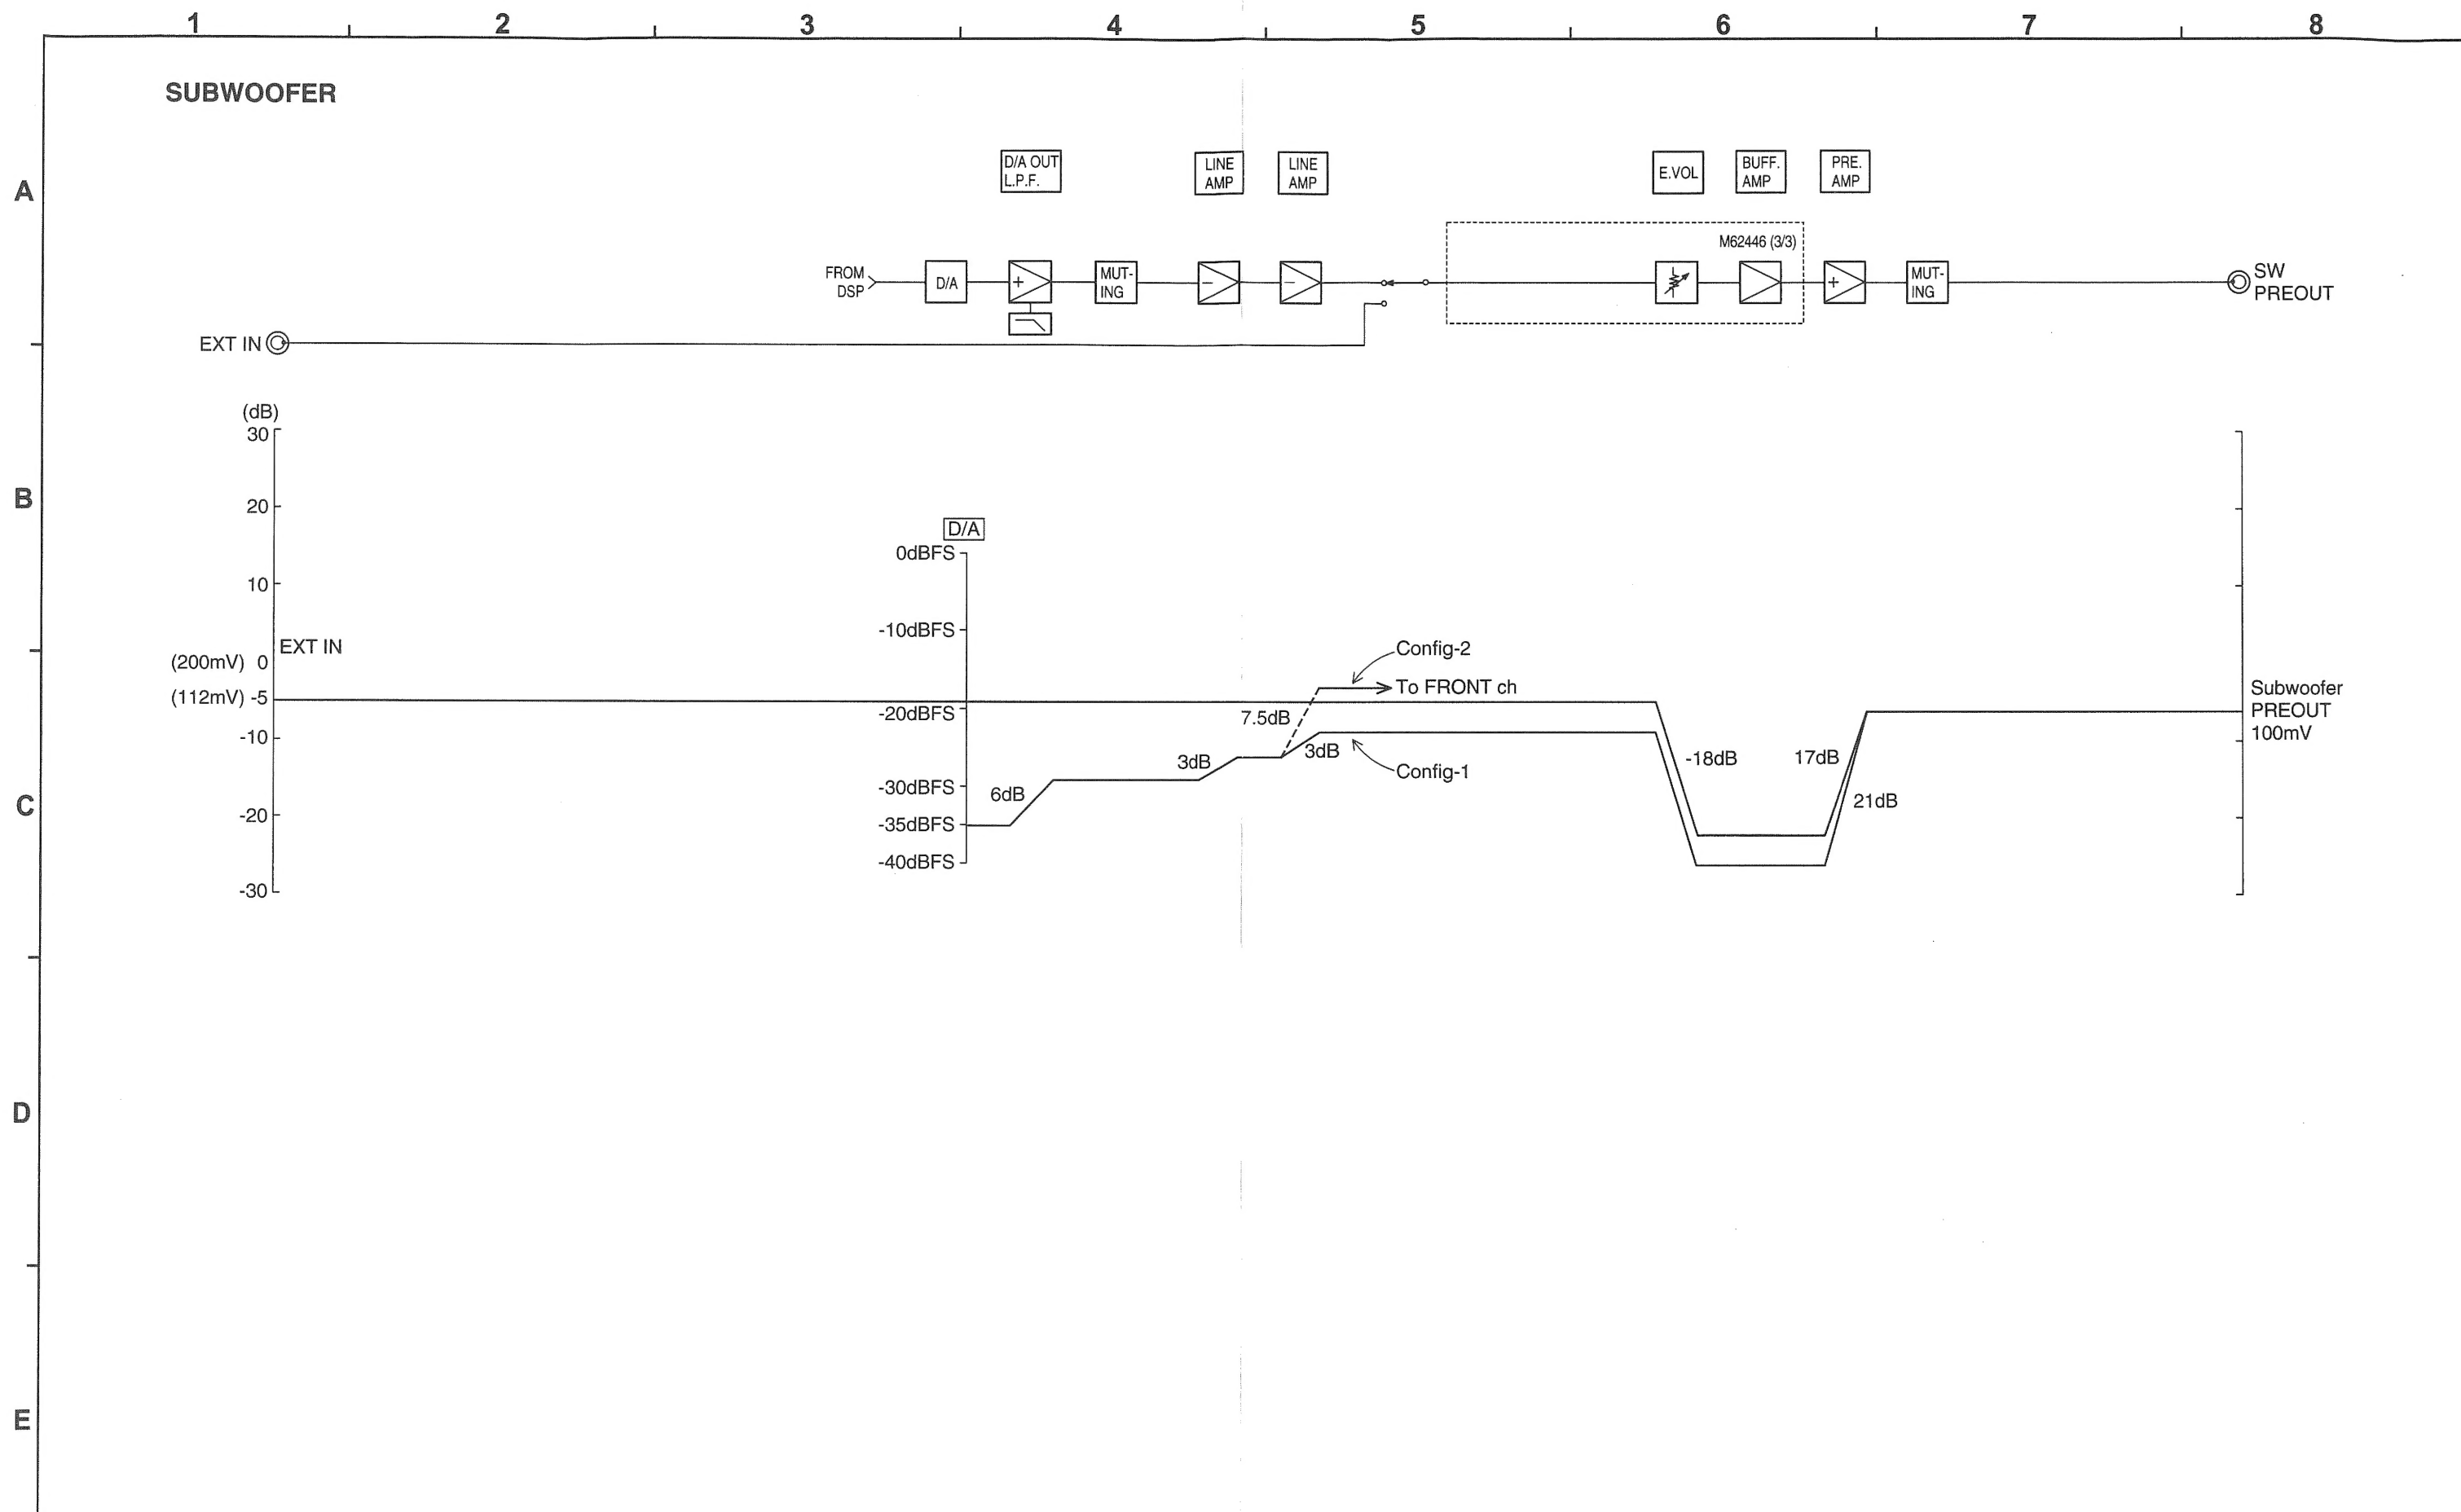 1 2 3 4 5 6 7 8
SUBWOOFER
A
D/A OUT
L.P.F.
LINE
AMP
LINE
AMP
E.VOL
BUFF.
AMP
PRE.
AMP
M62446 (3/3)
FROM
DSP
D/A
+
MUT-
ING
−
−
+
MUT-
ING
SW
PREOUT
EXT IN
(dB)
30
B
20
D/A
0dBFS
10
-10dBFS
EXT IN
Config-2
(200mV) 0
To FRONT ch
(112mV) -5
-20dBFS
7.5dB
Subwoofer
PREOUT
100mV
-10
3dB
3dB
-18dB
17dB
Config-1
-30dBFS
6dB
21dB
C
-20
-35dBFS
-40dBFS
-30
D
E